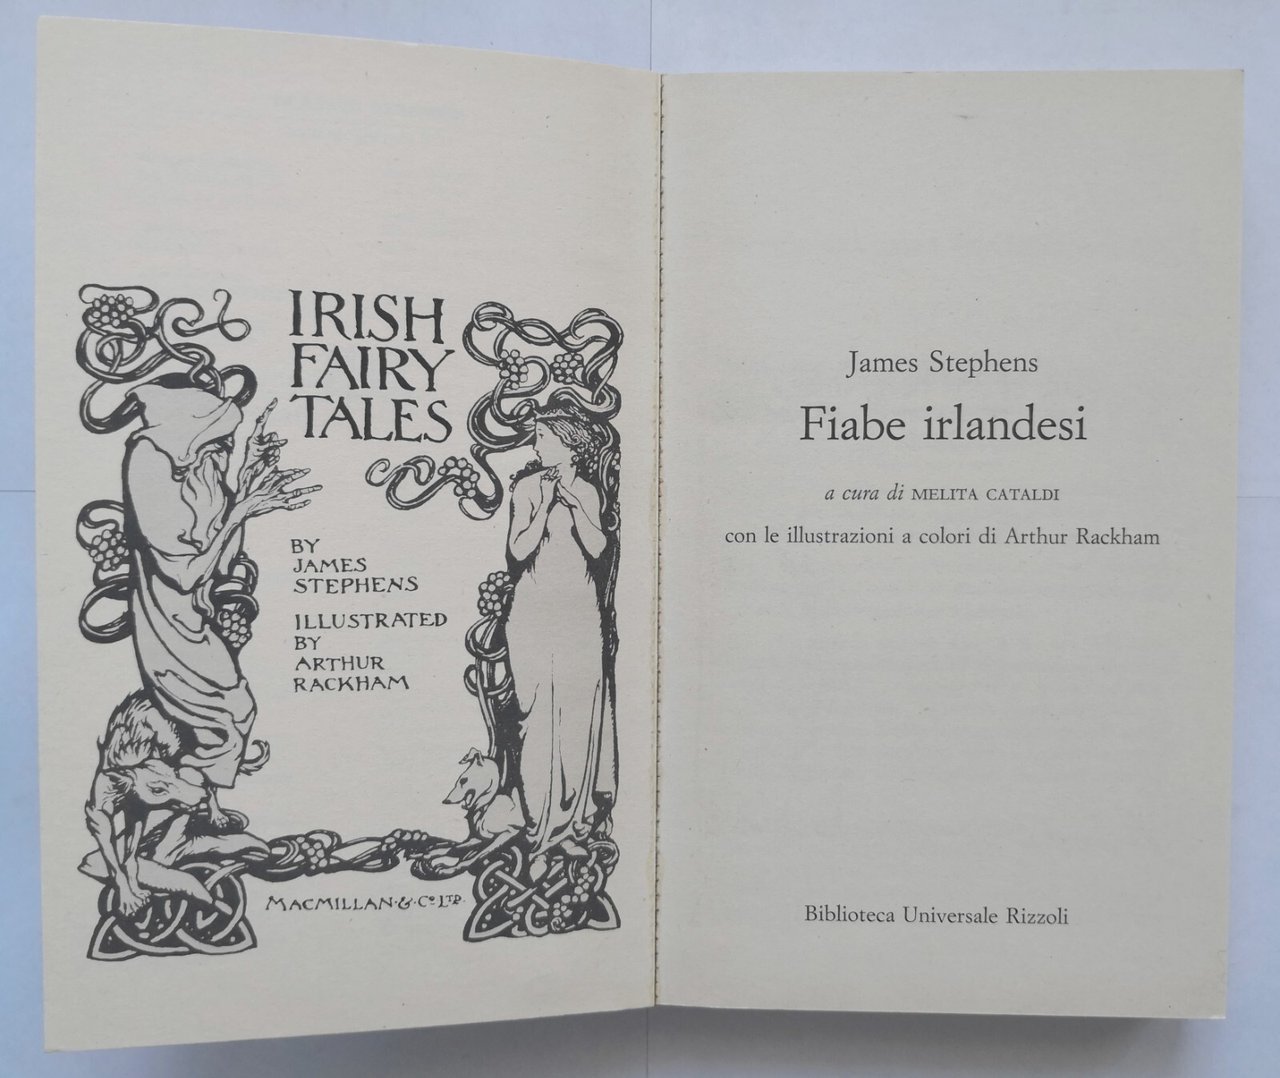 IRISH
FAIRY
TALES
BY
JAMES
STEPHENS
ILLUSTRATED
BY
ARTHUR
RACKHAM
MACMILLAN·&·Cº LTD·
James Stephens
Fiabe irlandesi
a cura di MELITA CATALDI
con le illustrazioni a colori di Arthur Rackham
Biblioteca Universale Rizzoli